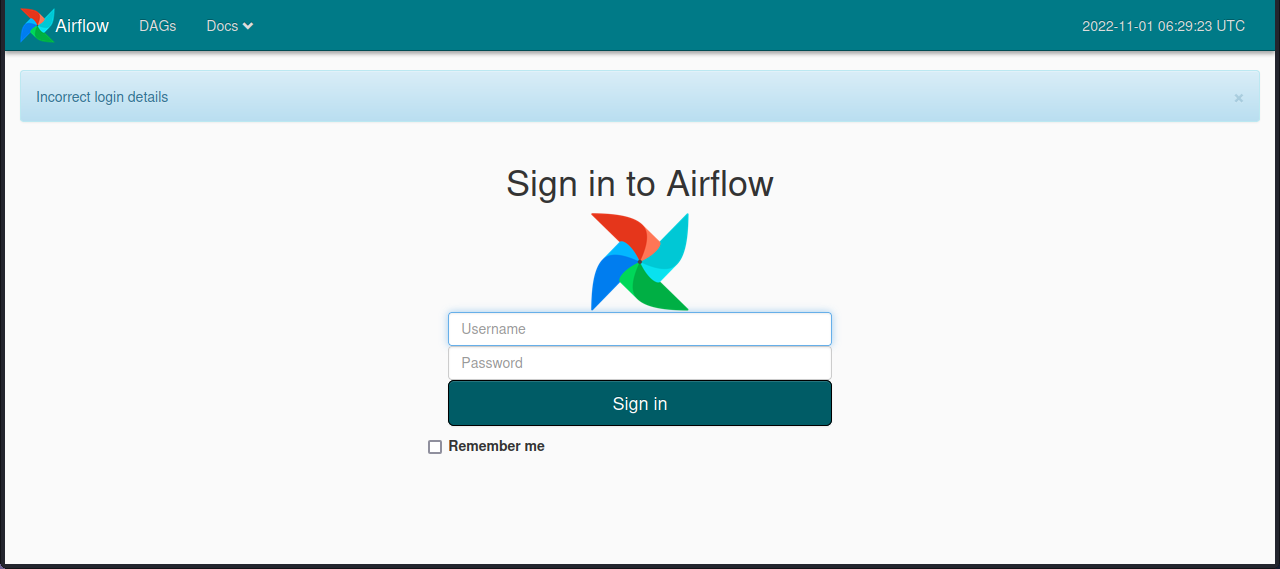 Airflow DAGs Docs 2022-11-01 06:29:23 UTC
Incorrect login details ×
Sign in to Airflow
Username
Password
Sign in
Remember me